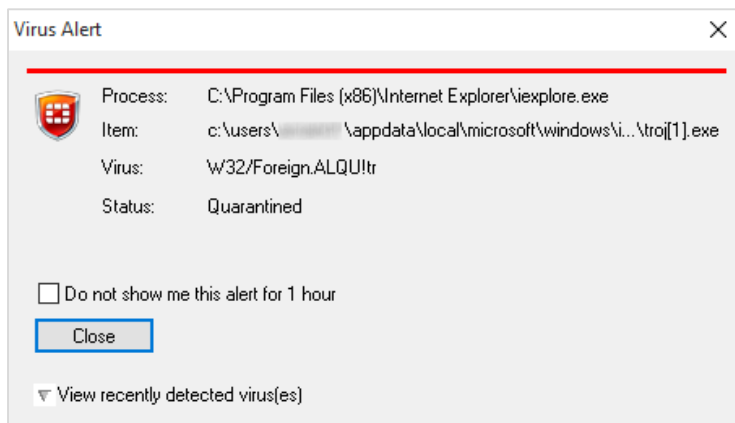 Virus Alert
Process: C:\Program Files (x86)\Internet Explorer\iexplore.exe
Item: c:\users\ \appdata\local\microsoft\windows\i...\troj[1].exe
Virus: W32/Foreign.ALQU!tr
Status: Quarantined
Do not show me this alert for 1 hour
Close
View recently detected virus(es)